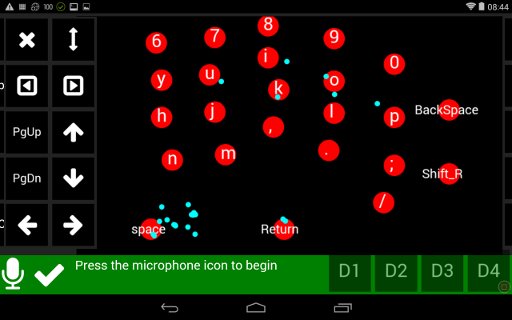 100
08:44
6 7 8 9 0
y u i o p
BackSpace
h j k l ;
Shift_R
n m , . /
space
Return
PgUp
PgDn
Press the microphone icon to begin
D1 D2 D3 D4